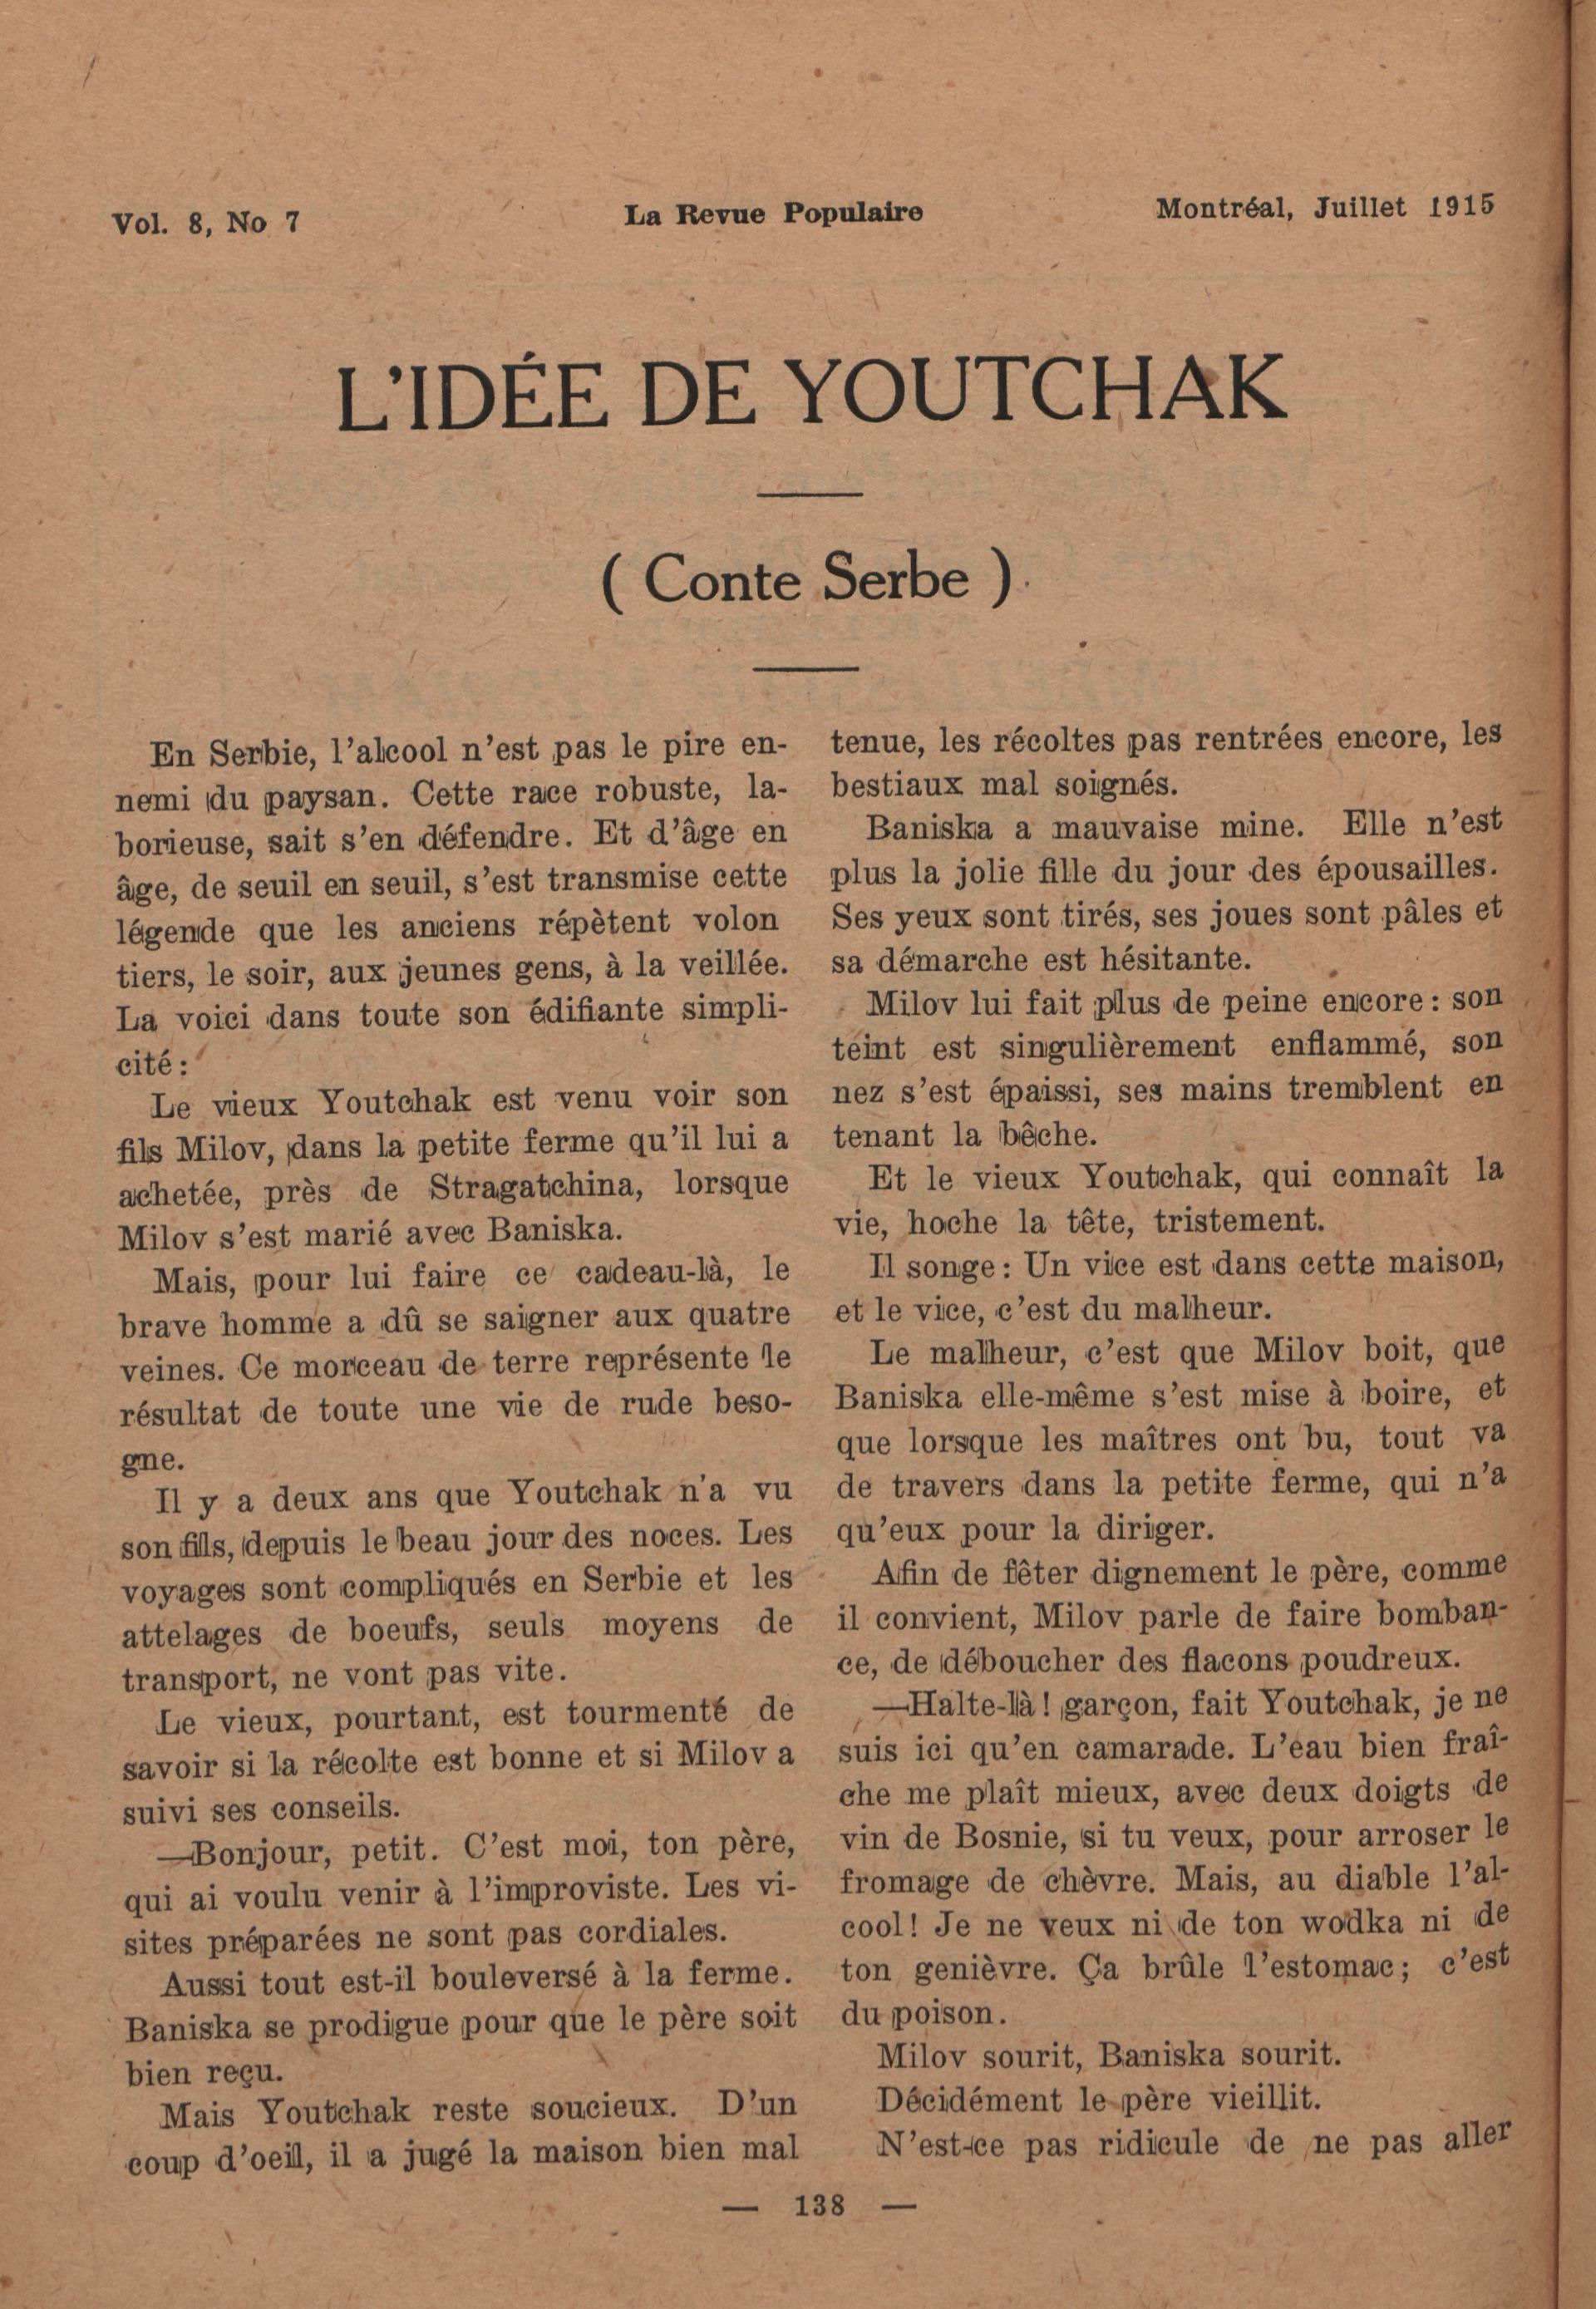 Vol. 8, No 7
La Revue Populaire
Montréal, Juillet 1915
L'IDÉE DE YOUTCHAK
( Conte Serbe )
En Serbie, l'alcool n'est pas le pire en-
nemi du paysan. Cette race robuste, la-
borieuse, sait s'en défendre. Et d'âge en
âge, de seuil en seuil, s'est transmise cette
légende que les anciens répètent volon
tiers, le soir, aux jeunes gens, à la veillée.
La voici dans toute son édifiante simpli-
cité:
Le vieux Youtchak est venu voir son
fils Milov, dans la petite ferme qu'il lui a
achetée, près de Stragatchina, lorsque
Milov s'est marié avec Baniska.
Mais, pour lui faire ce cadeau-là, le
brave homme a dû se saigner aux quatre
veines. Ce morceau de terre représente le
résultat de toute une vie de rude beso-
gne.
Il y a deux ans que Youtchak n'a vu
son fils, depuis le beau jour des noces. Les
voyages sont compliqués en Serbie et les
attelages de boeufs, seuls moyens de
transport, ne vont pas vite.
Le vieux, pourtant, est tourmenté de
savoir si la récolte est bonne et si Milov a
suivi ses conseils.
—Bonjour, petit. C'est moi, ton père,
qui ai voulu venir à l'improviste. Les vi-
sites préparées ne sont pas cordiales.
Aussi tout est-il bouleversé à la ferme.
Baniska se prodigue pour que le père soit
bien reçu.
Mais Youtchak reste soucieux. D'un
coup d'oeil, il a jugé la maison bien mal
tenue, les récoltes pas rentrées encore, les
bestiaux mal soignés.
Baniska a mauvaise mine. Elle n'est
plus la jolie fille du jour des épousailles.
Ses yeux sont tirés, ses joues sont pâles et
sa démarche est hésitante.
Milov lui fait plus de peine encore: son
teint est singulièrement enflammé, son
nez s'est épaissi, ses mains tremblent en
tenant la bêche.
Et le vieux Youtchak, qui connaît la
vie, hoche la tête, tristement.
Il songe: Un vice est dans cette maison,
et le vice, c'est du malheur.
Le malheur, c'est que Milov boit, que
Baniska elle-même s'est mise à boire, et
que lorsque les maîtres ont bu, tout va
de travers dans la petite ferme, qui n'a
qu'eux pour la diriger.
Afin de fêter dignement le père, comme
il convient, Milov parle de faire bomban-
ce, de déboucher des flacons poudreux.
—Halte-là! garçon, fait Youtchak, je ne
suis ici qu'en camarade. L'eau bien fraî-
che me plaît mieux, avec deux doigts de
vin de Bosnie, si tu veux, pour arroser le
fromage de chèvre. Mais, au diable l'al-
cool! Je ne veux ni de ton wodka ni de
ton genièvre. Ça brûle l'estomac; c'est
du poison.
Milov sourit, Baniska sourit.
Décidément le père vieillit.
N'est-ce pas ridicule de ne pas aller
— 138 —